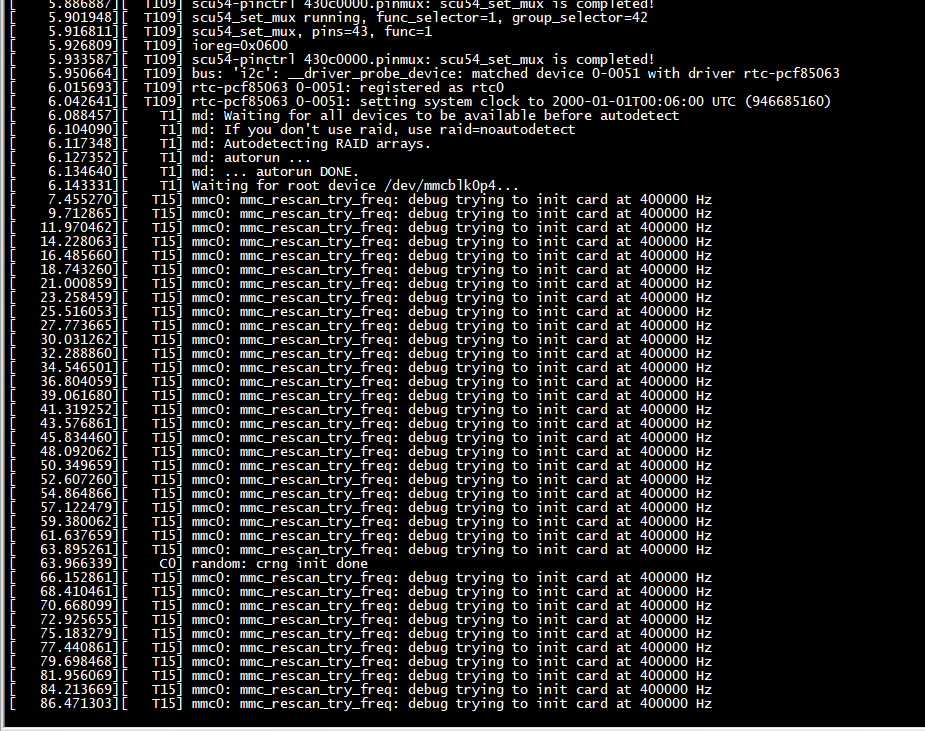 [    5.886887][  T109] scu54-pinctrl 430c0000.pinmux: scu54_set_mux is completed!
[    5.901948][  T109] scu54_set_mux running, func_selector=1, group_selector=42
[    5.916811][  T109] scu54_set_mux, pins=43, func=1
[    5.926809][  T109] ioreg=0x0600
[    5.933587][  T109] scu54-pinctrl 430c0000.pinmux: scu54_set_mux is completed!
[    5.950664][  T109] bus: 'i2c': __driver_probe_device: matched device 0-0051 with driver rtc-pcf85063
[    6.015693][  T109] rtc-pcf85063 0-0051: registered as rtc0
[    6.042641][  T109] rtc-pcf85063 0-0051: setting system clock to 2000-01-01T00:06:00 UTC (946685160)
[    6.088457][    T1] md: Waiting for all devices to be available before autodetect
[    6.104090][    T1] md: If you don't use raid, use raid=noautodetect
[    6.117348][    T1] md: Autodetecting RAID arrays.
[    6.127352][    T1] md: autorun ...
[    6.134640][    T1] md: ... autorun DONE.
[    6.143331][    T1] Waiting for root device /dev/mmcblk0p4...
[    7.455270][   T15] mmc0: mmc_rescan_try_freq: debug trying to init card at 400000 Hz
[    9.712865][   T15] mmc0: mmc_rescan_try_freq: debug trying to init card at 400000 Hz
[   11.970462][   T15] mmc0: mmc_rescan_try_freq: debug trying to init card at 400000 Hz
[   14.228063][   T15] mmc0: mmc_rescan_try_freq: debug trying to init card at 400000 Hz
[   16.485660][   T15] mmc0: mmc_rescan_try_freq: debug trying to init card at 400000 Hz
[   18.743260][   T15] mmc0: mmc_rescan_try_freq: debug trying to init card at 400000 Hz
[   21.000859][   T15] mmc0: mmc_rescan_try_freq: debug trying to init card at 400000 Hz
[   23.258459][   T15] mmc0: mmc_rescan_try_freq: debug trying to init card at 400000 Hz
[   25.516053][   T15] mmc0: mmc_rescan_try_freq: debug trying to init card at 400000 Hz
[   27.773665][   T15] mmc0: mmc_rescan_try_freq: debug trying to init card at 400000 Hz
[   30.031262][   T15] mmc0: mmc_rescan_try_freq: debug trying to init card at 400000 Hz
[   32.288860][   T15] mmc0: mmc_rescan_try_freq: debug trying to init card at 400000 Hz
[   34.546501][   T15] mmc0: mmc_rescan_try_freq: debug trying to init card at 400000 Hz
[   36.804059][   T15] mmc0: mmc_rescan_try_freq: debug trying to init card at 400000 Hz
[   39.061680][   T15] mmc0: mmc_rescan_try_freq: debug trying to init card at 400000 Hz
[   41.319252][   T15] mmc0: mmc_rescan_try_freq: debug trying to init card at 400000 Hz
[   43.576861][   T15] mmc0: mmc_rescan_try_freq: debug trying to init card at 400000 Hz
[   45.834460][   T15] mmc0: mmc_rescan_try_freq: debug trying to init card at 400000 Hz
[   48.092062][   T15] mmc0: mmc_rescan_try_freq: debug trying to init card at 400000 Hz
[   50.349659][   T15] mmc0: mmc_rescan_try_freq: debug trying to init card at 400000 Hz
[   52.607260][   T15] mmc0: mmc_rescan_try_freq: debug trying to init card at 400000 Hz
[   54.864866][   T15] mmc0: mmc_rescan_try_freq: debug trying to init card at 400000 Hz
[   57.122479][   T15] mmc0: mmc_rescan_try_freq: debug trying to init card at 400000 Hz
[   59.380062][   T15] mmc0: mmc_rescan_try_freq: debug trying to init card at 400000 Hz
[   61.637659][   T15] mmc0: mmc_rescan_try_freq: debug trying to init card at 400000 Hz
[   63.895261][   T15] mmc0: mmc_rescan_try_freq: debug trying to init card at 400000 Hz
[   63.966339][    C0] random: crng init done
[   66.152861][   T15] mmc0: mmc_rescan_try_freq: debug trying to init card at 400000 Hz
[   68.410461][   T15] mmc0: mmc_rescan_try_freq: debug trying to init card at 400000 Hz
[   70.668099][   T15] mmc0: mmc_rescan_try_freq: debug trying to init card at 400000 Hz
[   72.925655][   T15] mmc0: mmc_rescan_try_freq: debug trying to init card at 400000 Hz
[   75.183279][   T15] mmc0: mmc_rescan_try_freq: debug trying to init card at 400000 Hz
[   77.440861][   T15] mmc0: mmc_rescan_try_freq: debug trying to init card at 400000 Hz
[   79.698468][   T15] mmc0: mmc_rescan_try_freq: debug trying to init card at 400000 Hz
[   81.956069][   T15] mmc0: mmc_rescan_try_freq: debug trying to init card at 400000 Hz
[   84.213669][   T15] mmc0: mmc_rescan_try_freq: debug trying to init card at 400000 Hz
[   86.471303][   T15] mmc0: mmc_rescan_try_freq: debug trying to init card at 400000 Hz